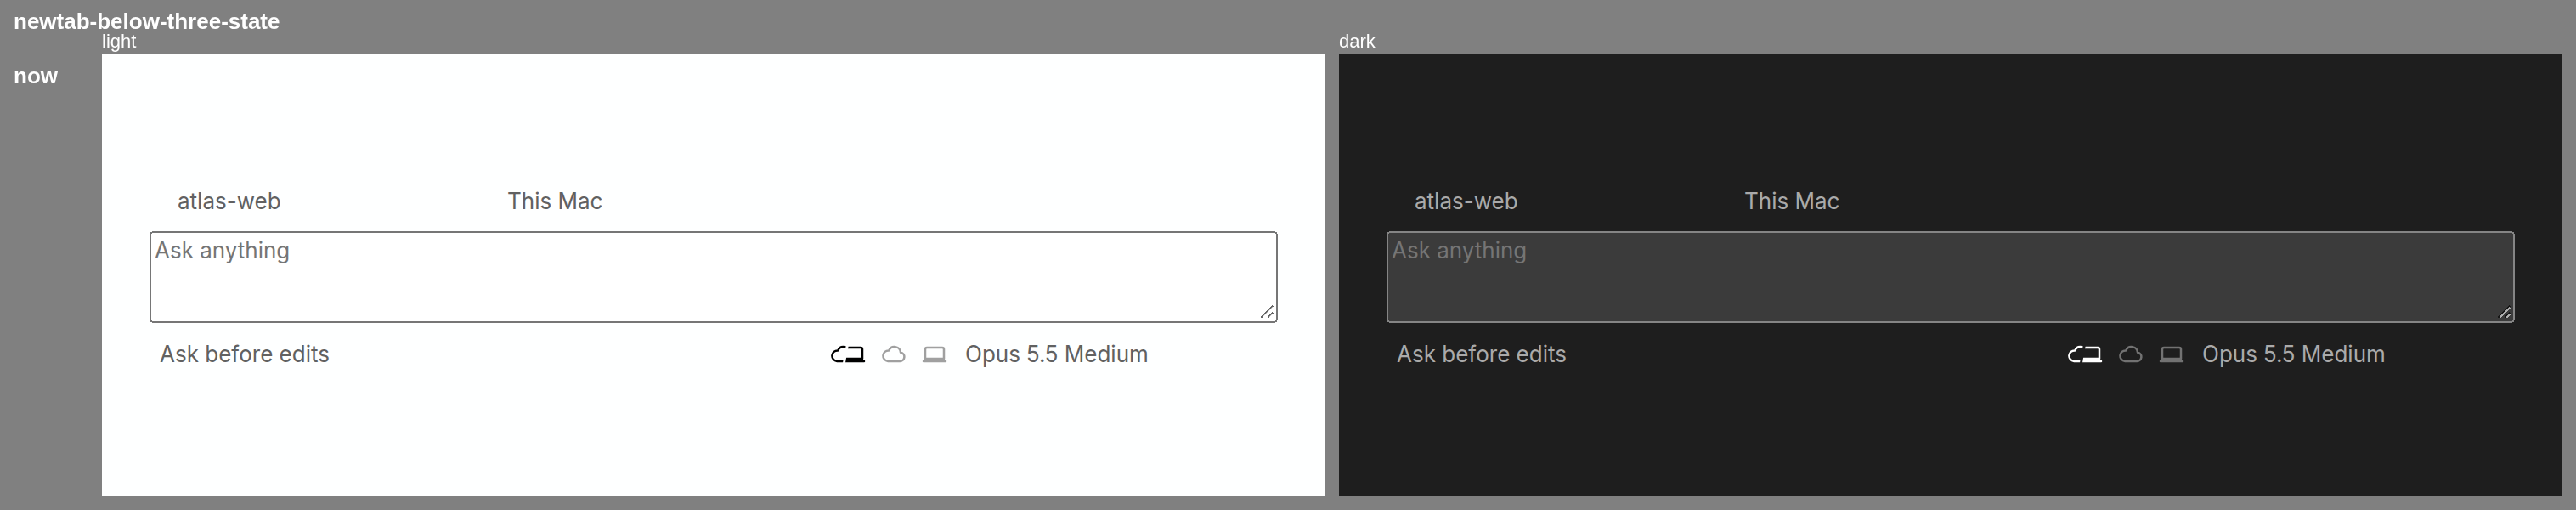 newtab-below-three-state
light
dark
now
atlas-web
This Mac
atlas-web
This Mac
Ask anything
Ask anything
Ask before edits
Opus 5.5 Medium
Ask before edits
Opus 5.5 Medium